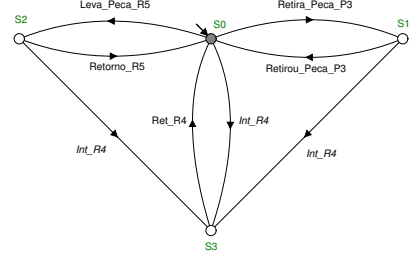 Leva_Peca_R5
Retira_Peca_P3
S2
S0
S1
Retorno_R5
Retirou_Peca_P3
Ret_R4
Int_R4
Int_R4
Int_R4
S3